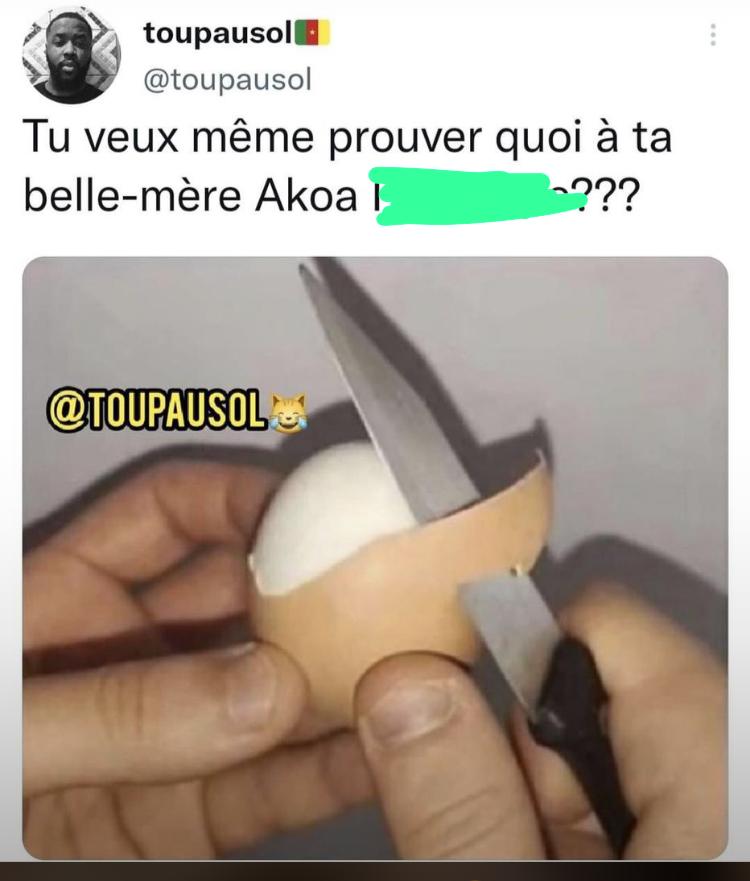 toupausol🇨🇲
@toupausol
Tu veux même prouver quoi à ta
belle-mère Akoa ???
@TOUPAUSOL😹